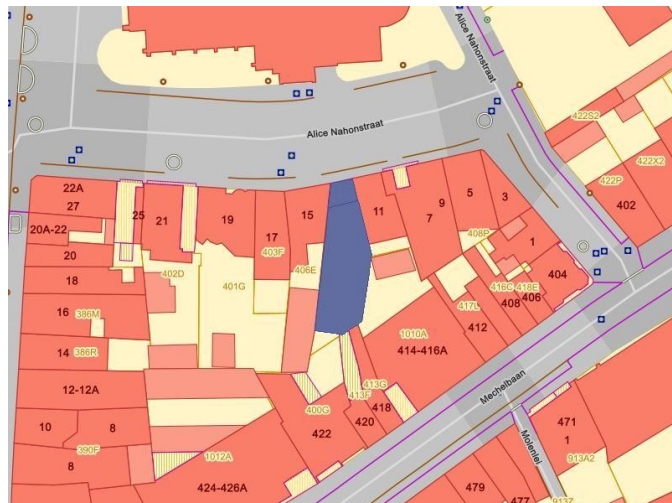 Alice Nahonstraat
422S2
422X2
422P
402
Alice Nahonstraat
22A
27
25
21
19
17
403F
15
11
9
7
5
3
1
408P
20A-22
20
18
402D
401G
406E
404
416C
418E
406
408
417L
412
16
386M
14
386R
1010A
414-416A
12-12A
413G
413F
418
420
400G
422
10
8
390F
8
1012A
424-426A
Mechelbaan
Molenlei
471
1
913A2
479
477
913Z